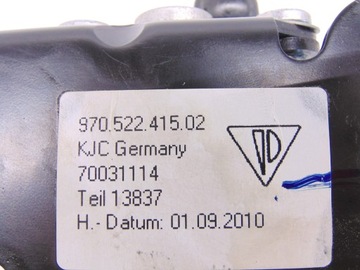 970.522.415.02
KJC Germany
70031114
Teil 13837
H.- Datum: 01.09.2010